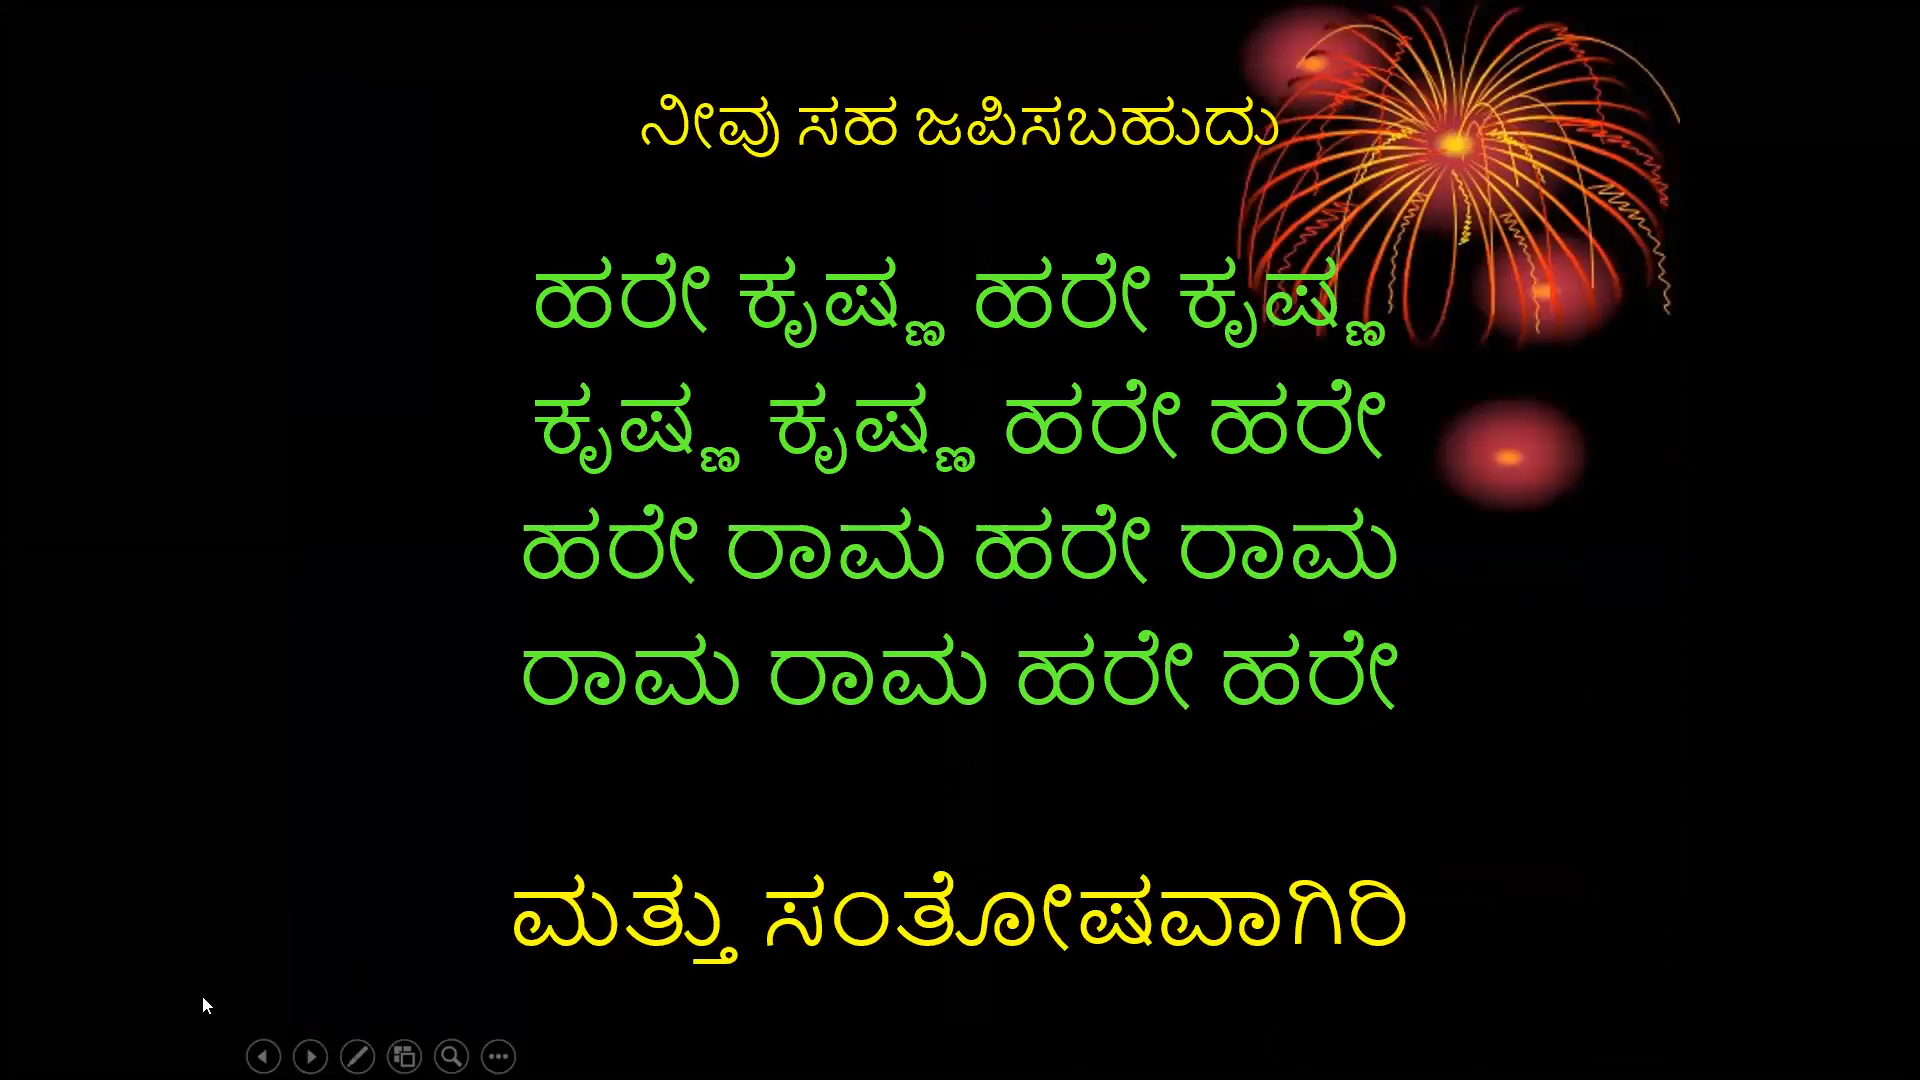 ನೀವು ಸಹ ಜಪಿಸಬಹುದು
ಹರೇ ಕೃಷ್ಣ ಹರೇ ಕೃಷ್ಣ
ಕೃಷ್ಣ ಕೃಷ್ಣ ಹರೇ ಹರೇ
ಹರೇ ರಾಮ ಹರೇ ರಾಮ
ರಾಮ ರಾಮ ಹರೇ ಹರೇ
ಮತ್ತು ಸಂತೋಷವಾಗಿರಿ